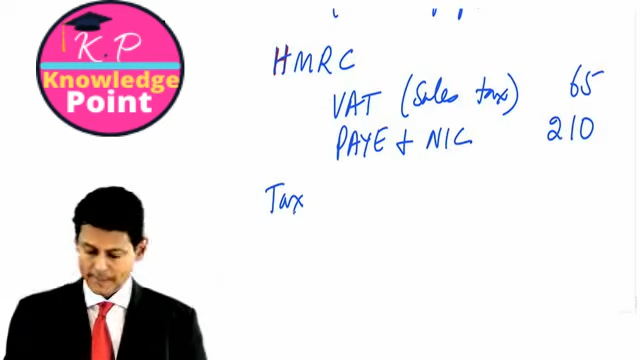 K.P
Knowledge
Point
HMRC
VAT (Sales tax) 65
PAYE + NIC 210
Tax